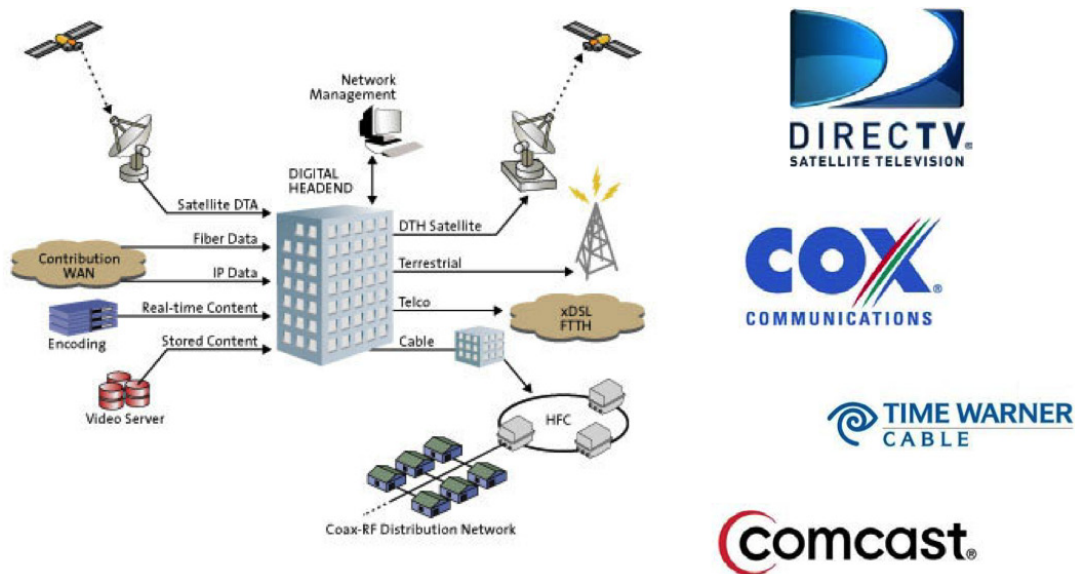 Network
Management
DIGITAL
HEADEND
Satellite DTA
Fiber Data
Contribution
WAN
IP Data
Real-time Content
Encoding
Stored Content
Video Server
DTH Satellite
Terrestrial
Telco
xDSL
FTTH
Cable
HFC
Coax-RF Distribution Network
DIRECTV®
SATELLITE TELEVISION
COX®
COMMUNICATIONS
TIME WARNER
CABLE
comcast®